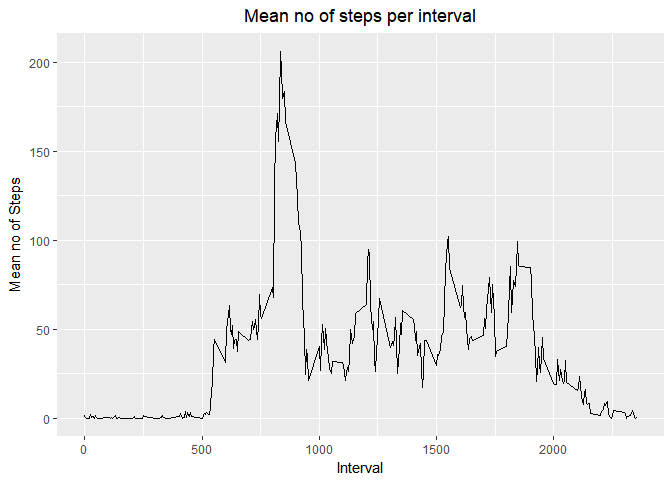 Mean no of steps per interval
Mean no of Steps
200
150
100
50
0
0 500 1000 1500 2000
Interval